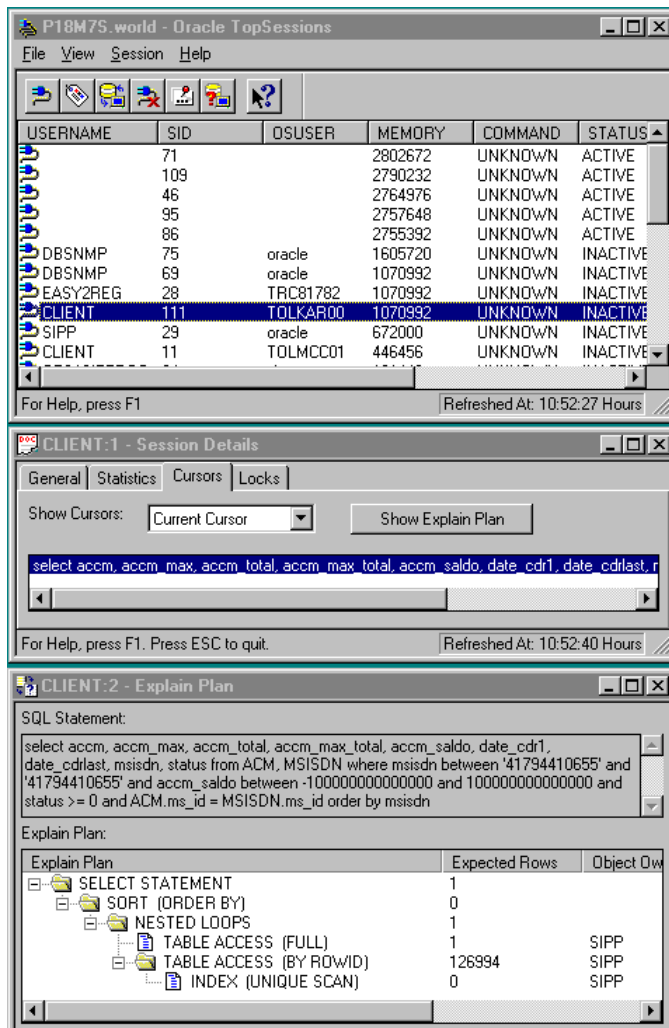 P18M7S.world - Oracle TopSessions
File View Session Help
USERNAME SID OSUSER MEMORY COMMAND STATUS
71 2802672 UNKNOWN ACTIVE
109 2790232 UNKNOWN ACTIVE
46 2764976 UNKNOWN ACTIVE
95 2757648 UNKNOWN ACTIVE
86 2755392 UNKNOWN ACTIVE
DBSNMP 75 oracle 1605720 UNKNOWN INACTIVE
DBSNMP 69 oracle 1070992 UNKNOWN INACTIVE
EASY2REG 28 TRC81782 1070992 UNKNOWN INACTIVE
CLIENT 111 TOLKAR00 1070992 UNKNOWN INACTIVE
SIPP 29 oracle 672000 UNKNOWN INACTIVE
CLIENT 11 TOLMCC01 446456 UNKNOWN INACTIVE
For Help, press F1 Refreshed At: 10:52:27 Hours
CLIENT:1 - Session Details
General Statistics Cursors Locks
Show Cursors: Current Cursor Show Explain Plan
select accm, accm_max, accm_total, accm_max_total, accm_saldo, date_cdr1, date_cdrlast,
For Help, press F1. Press ESC to quit. Refreshed At: 10:52:40 Hours
CLIENT:2 - Explain Plan
SQL Statement:
select accm, accm_max, accm_total, accm_max_total, accm_saldo, date_cdr1,
date_cdrlast, msisdn, status from ACM, MSISDN where msisdn between '41794410655' and
'41794410655' and accm_saldo between -100000000000000 and 100000000000000 and
status >= 0 and ACM.ms_id = MSISDN.ms_id order by msisdn
Explain Plan:
Explain Plan Expected Rows Object Ow
SELECT STATEMENT 1
SORT (ORDER BY) 0
NESTED LOOPS 1
TABLE ACCESS (FULL) 1 SIPP
TABLE ACCESS (BY ROWID) 126994 SIPP
INDEX (UNIQUE SCAN) 0 SIPP